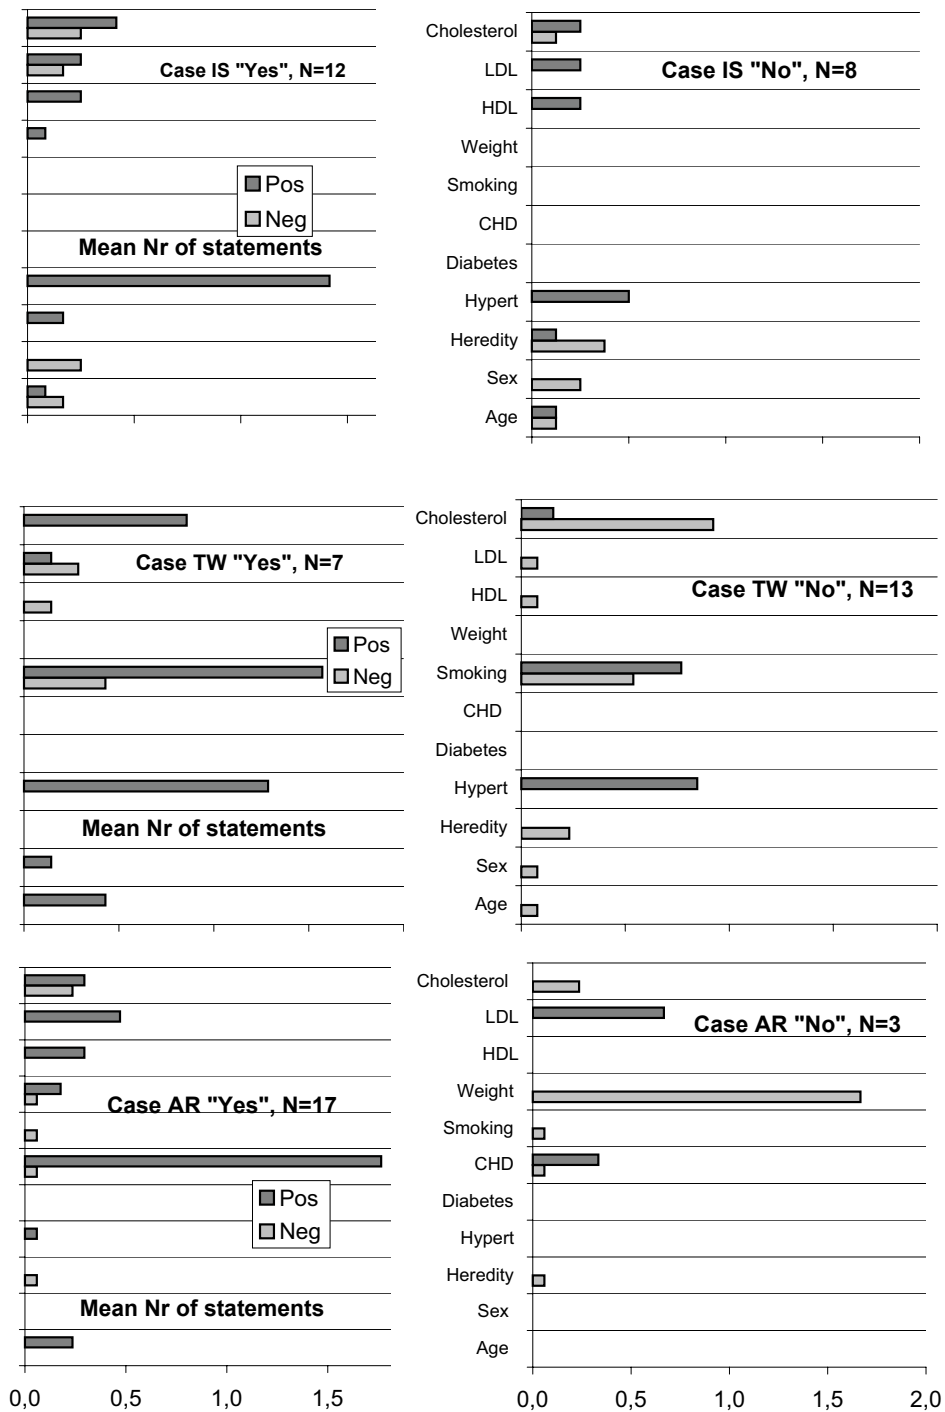 Case IS "Yes", N=12
Pos
Neg
Mean Nr of statements
Cholesterol
LDL
Case IS "No", N=8
HDL
Weight
Smoking
CHD
Diabetes
Hypert
Heredity
Sex
Age
Case TW "Yes", N=7
Pos
Neg
Mean Nr of statements
Cholesterol
LDL
Case TW "No", N=13
HDL
Weight
Smoking
CHD
Diabetes
Hypert
Heredity
Sex
Age
Case AR "Yes", N=17
Pos
Neg
Mean Nr of statements
0,0 0,5 1,0 1,5
Cholesterol
LDL
Case AR "No", N=3
HDL
Weight
Smoking
CHD
Diabetes
Hypert
Heredity
Sex
Age
0,0 0,5 1,0 1,5 2,0